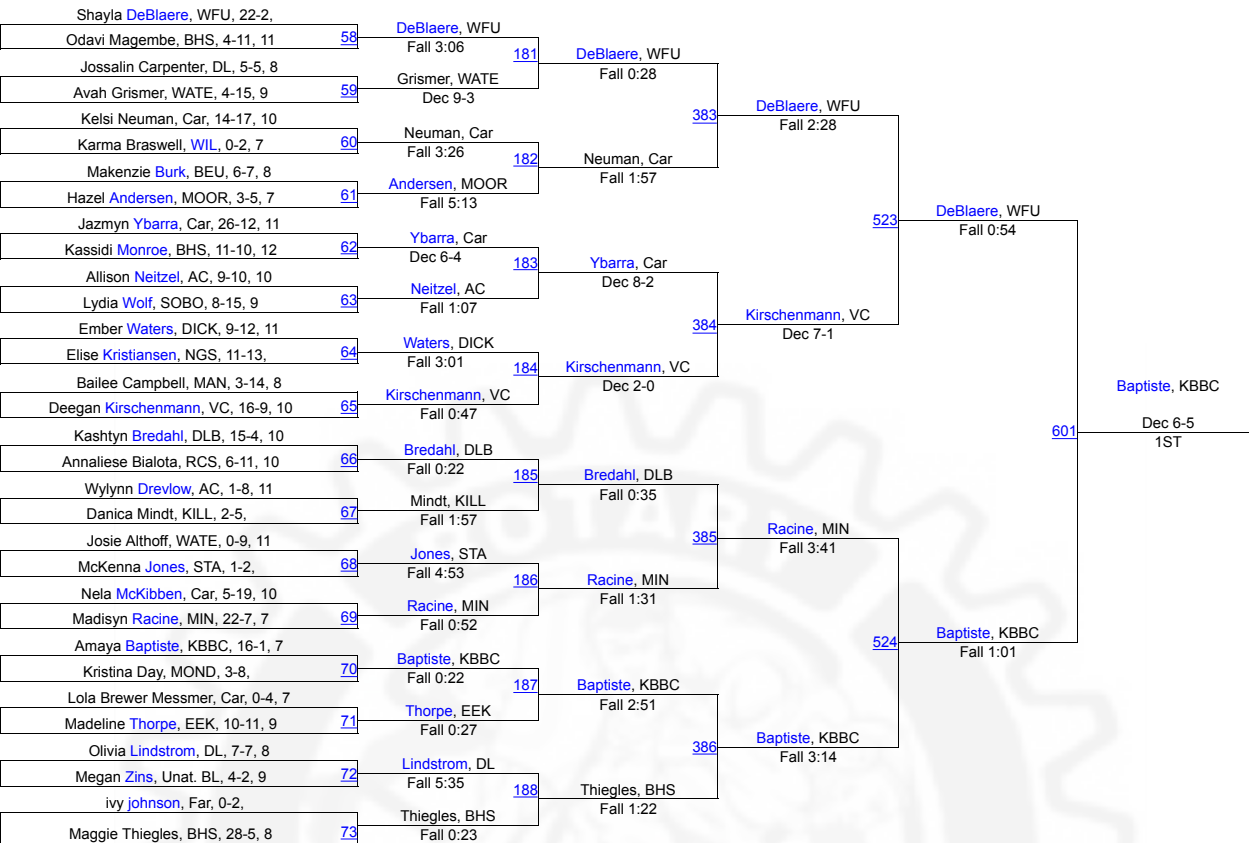 Shayla DeBlaere, WFU, 22-2,
Odavi Magembe, BHS, 4-11, 11
58
Jossalin Carpenter, DL, 5-5, 8
Avah Grismer, WATE, 4-15, 9
59
Kelsi Neuman, Car, 14-17, 10
Karma Braswell, WIL, 0-2, 7
60
Makenzie Burk, BEU, 6-7, 8
Hazel Andersen, MOOR, 3-5, 7
61
Jazmyn Ybarra, Car, 26-12, 11
Kassidi Monroe, BHS, 11-10, 12
62
Allison Neitzel, AC, 9-10, 10
Lydia Wolf, SOBO, 8-15, 9
63
Ember Waters, DICK, 9-12, 11
Elise Kristiansen, NGS, 11-13,
64
Bailee Campbell, MAN, 3-14, 8
Deegan Kirschenmann, VC, 16-9, 10
65
Kashtyn Bredahl, DLB, 15-4, 10
Annaliese Bialota, RCS, 6-11, 10
66
Wylynn Drevlow, AC, 1-8, 11
Danica Mindt, KILL, 2-5,
67
Josie Althoff, WATE, 0-9, 11
McKenna Jones, STA, 1-2,
68
Nela McKibben, Car, 5-19, 10
Madisyn Racine, MIN, 22-7, 7
69
Amaya Baptiste, KBBC, 16-1, 7
Kristina Day, MOND, 3-8,
70
Lola Brewer Messmer, Car, 0-4, 7
Madeline Thorpe, EEK, 10-11, 9
71
Olivia Lindstrom, DL, 7-7, 8
Megan Zins, Unat. BL, 4-2, 9
72
ivy johnson, Far, 0-2,
Maggie Thiegles, BHS, 28-5, 8
73
DeBlaere, WFU
Fall 3:06
181
Grismer, WATE
Dec 9-3
Neuman, Car
Fall 3:26
182
Andersen, MOOR
Fall 5:13
Ybarra, Car
Dec 6-4
183
Neitzel, AC
Fall 1:07
Waters, DICK
Fall 3:01
184
Kirschenmann, VC
Fall 0:47
Bredahl, DLB
Fall 0:22
185
Mindt, KILL
Fall 1:57
Jones, STA
Fall 4:53
186
Racine, MIN
Fall 0:52
Baptiste, KBBC
Fall 0:22
187
Thorpe, EEK
Fall 0:27
Lindstrom, DL
Fall 5:35
188
Thiegles, BHS
Fall 0:23
DeBlaere, WFU
Fall 0:28
383
Neuman, Car
Fall 1:57
Ybarra, Car
Dec 8-2
384
Kirschenmann, VC
Dec 2-0
Bredahl, DLB
Fall 0:35
385
Racine, MIN
Fall 1:31
Baptiste, KBBC
Fall 2:51
386
Thiegles, BHS
Fall 1:22
DeBlaere, WFU
Fall 2:28
523
Kirschenmann, VC
Dec 7-1
Racine, MIN
Fall 3:41
524
Baptiste, KBBC
Fall 3:14
DeBlaere, WFU
Fall 0:54
601
Baptiste, KBBC
Fall 1:01
Baptiste, KBBC
Dec 6-5
1ST
ROTARY